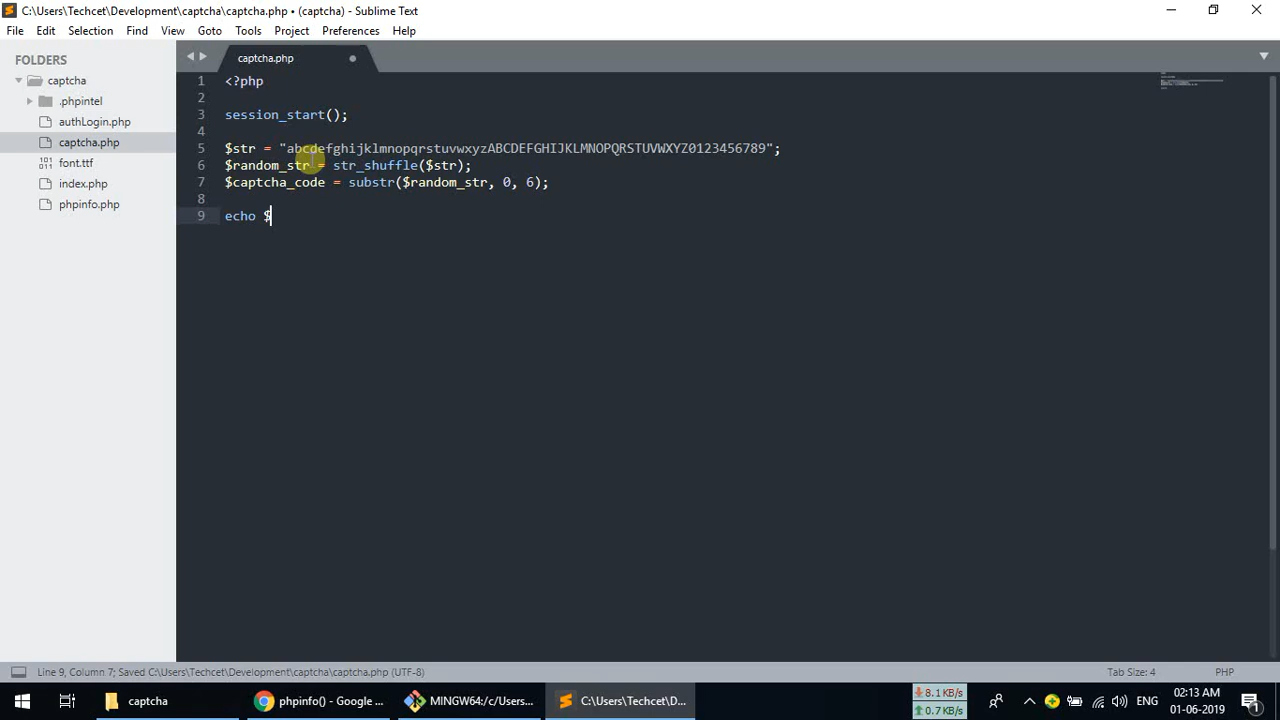 C:\Users\Techcet\Development\captcha\captcha.php • (captcha) - Sublime Text
File Edit Selection Find View Goto Tools Project Preferences Help
FOLDERS
captcha
.phpintel
authLogin.php
captcha.php
font.ttf
index.php
phpinfo.php
captcha.php
1 <?php
2
3 session_start();
4
5 $str = "abcdefghijklmnopqrstuvwxyzABCDEFGHIJKLMNOPQRSTUVWXYZ0123456789";
6 $random_str = str_shuffle($str);
7 $captcha_code = substr($random_str, 0, 6);
8
9 echo $
Line 9, Column 7; Saved C:\Users\Techcet\Development\captcha\captcha.php (UTF-8)
Tab Size: 4
PHP
captcha
phpinfo() - Google ...
MINGW64:/c/Users...
C:\Users\Techcet\D...
8.1 KB/s
0.7 KB/s
ENG
02:13 AM
01-06-2019
1